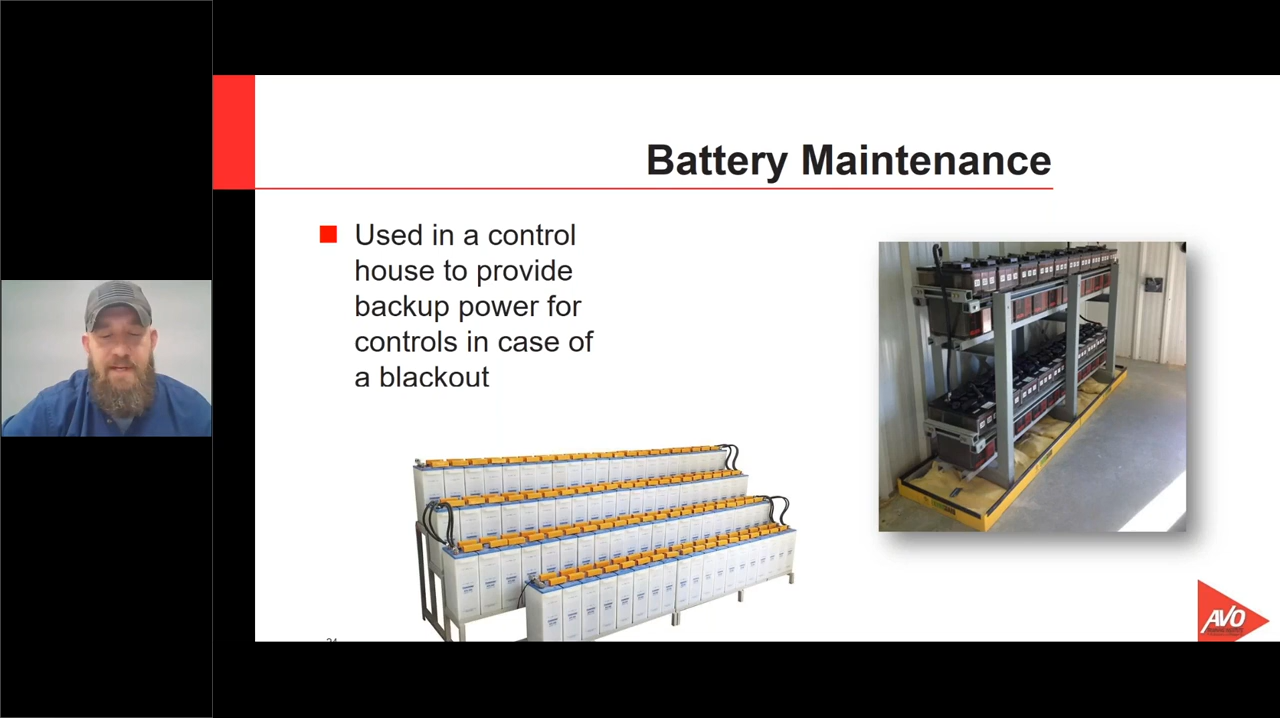 Battery Maintenance
Used in a control
house to provide
backup power for
controls in case of
a blackout
AVO